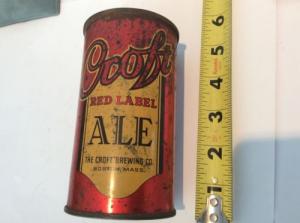 Croft
RED LABEL
ALE
THE CROFT BREWING CO.
BOSTON, MASS.
6
5
4
3
2
1